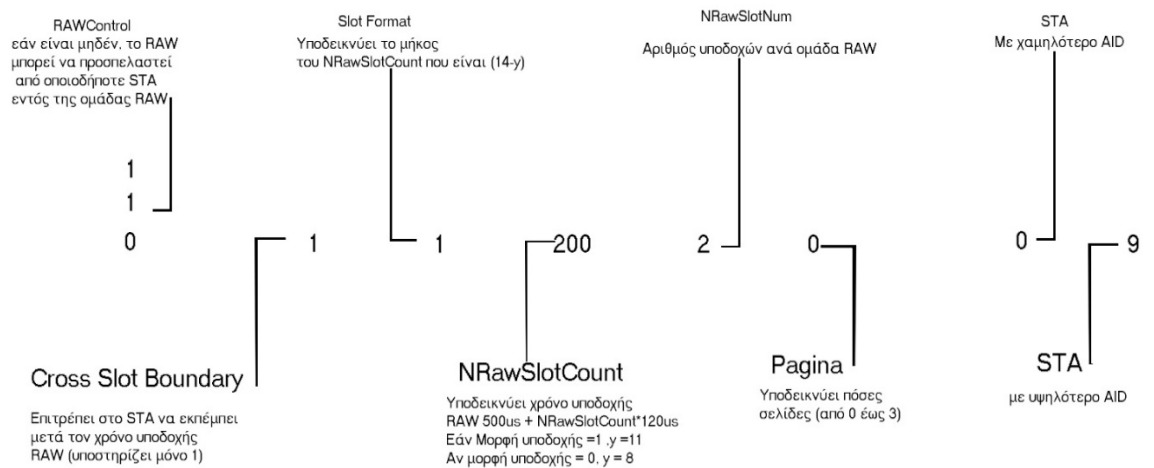 RAWControl
εάν είναι μηδέν, το RAW
μπορεί να προσπελαστεί
από οποιοδήποτε STA
εντός της ομάδας RAW
Slot Format
Υποδεικνύει το μήκος
του NRawSlotCount που είναι (14-y)
NRawSlotNum
Αριθμός υποδοχών ανά ομάδα RAW
STA
Με χαμηλότερο AID
1
1
0 1 1 200 2 0 0 9
Cross Slot Boundary
Επιτρέπει στο STA να εκπέμπει
μετά τον χρόνο υποδοχής
RAW (υποστηρίζει μόνο 1)
NRawSlotCount
Υποδεικνύει χρόνο υποδοχής
RAW 500us + NRawSlotCount*120us
Εάν Μορφή υποδοχής =1 ,y =11
Αν μορφή υποδοχής = 0, y = 8
Pagina
Υποδεικνύει πόσες
σελίδες (από 0 έως 3)
STA
με υψηλότερο AID